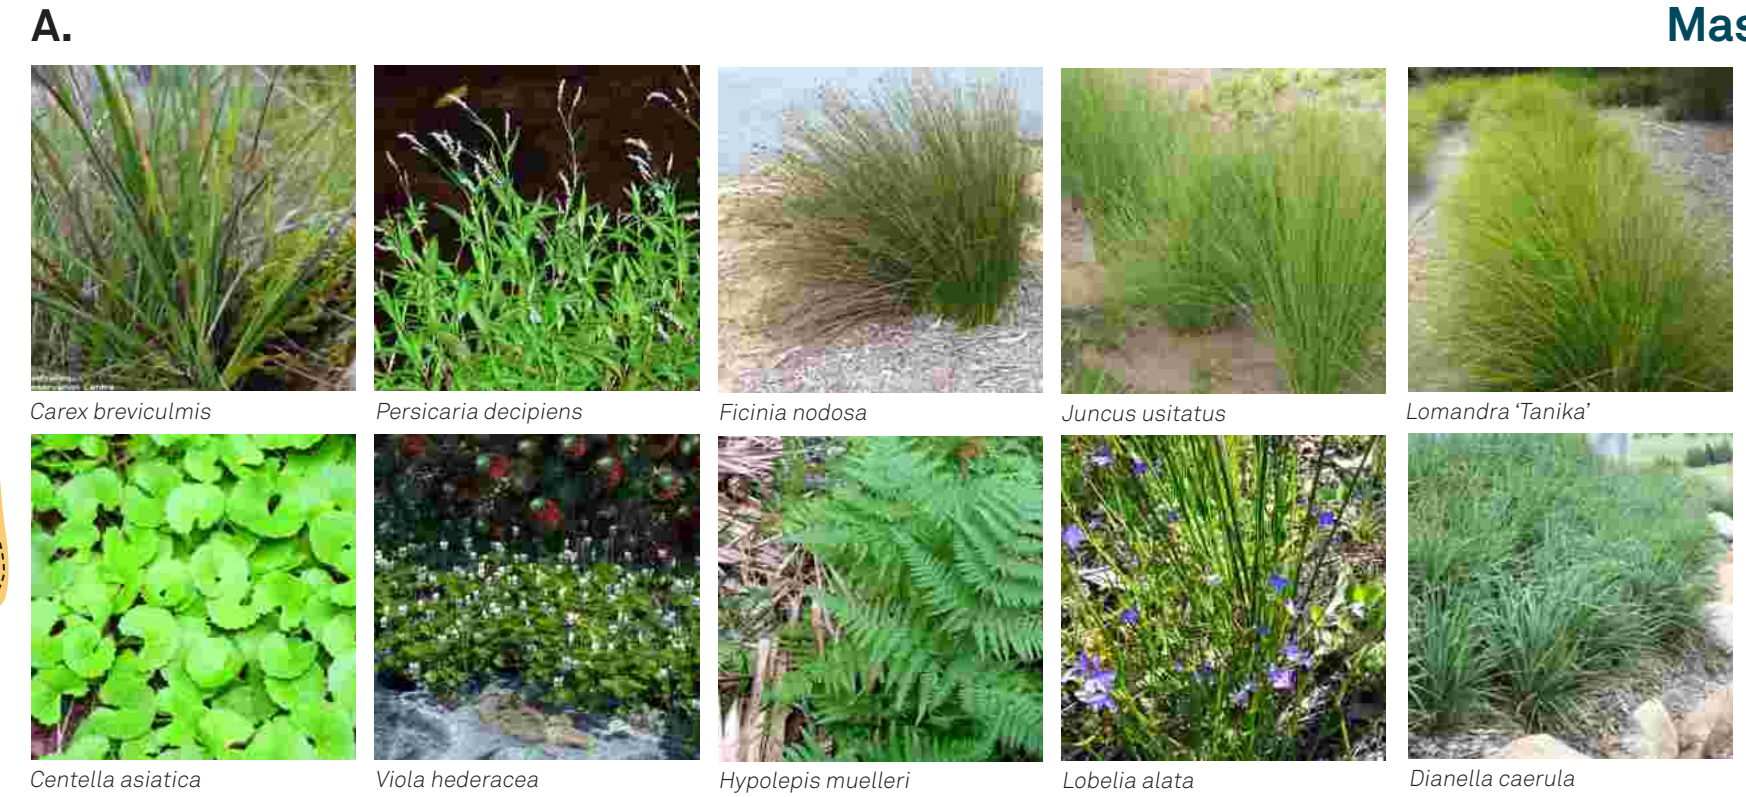 A.
Mas
Carex breviculmis
Persicaria decipiens
Ficinia nodosa
Juncus usitatus
Lomandra ‘Tanika’
Centella asiatica
Viola hederacea
Hypolepis muelleri
Lobelia alata
Dianella caerula